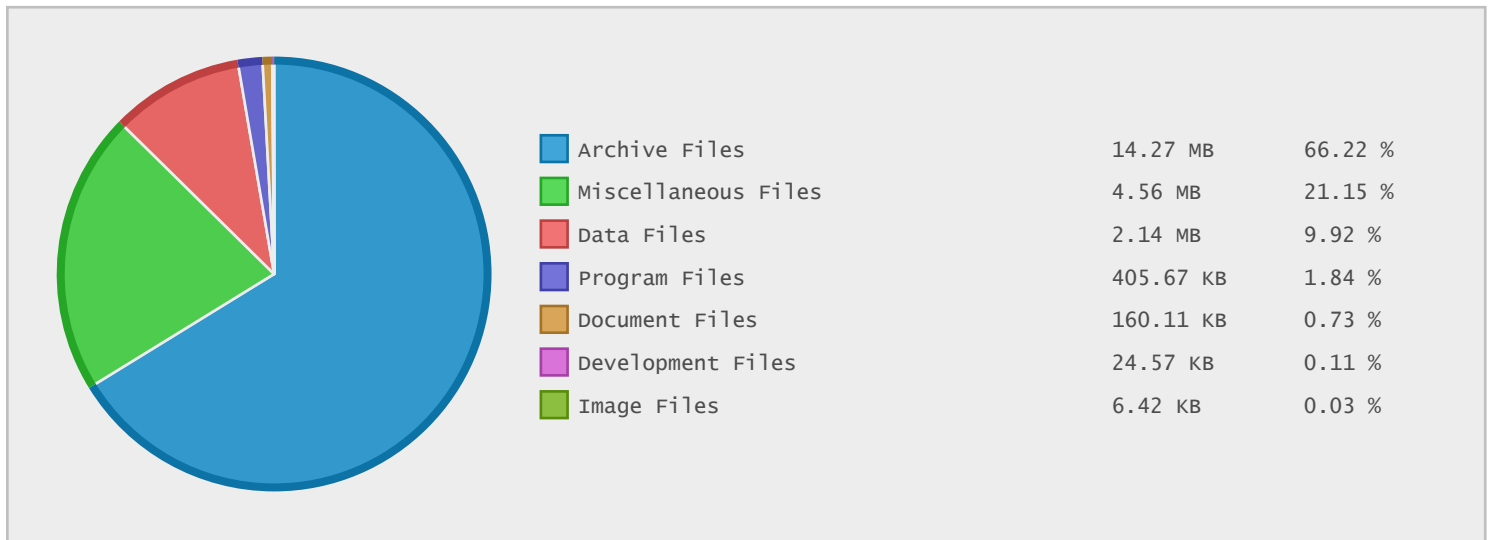 Archive Files 14.27 MB 66.22 %
Miscellaneous Files 4.56 MB 21.15 %
Data Files 2.14 MB 9.92 %
Program Files 405.67 KB 1.84 %
Document Files 160.11 KB 0.73 %
Development Files 24.57 KB 0.11 %
Image Files 6.42 KB 0.03 %